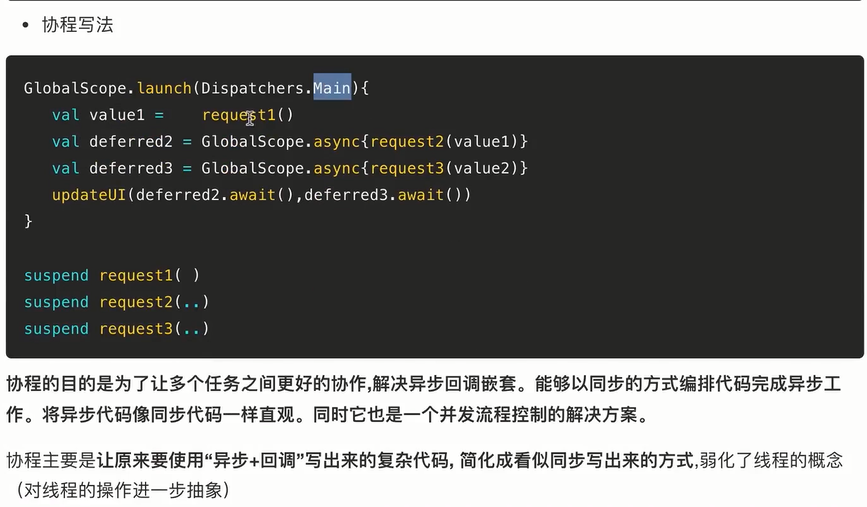 • 协程写法
GlobalScope.launch(Dispatchers.Main){
   val value1 =    request1()
   val deferred2 = GlobalScope.async{request2(value1)}
   val deferred3 = GlobalScope.async{request3(value2)}
   updateUI(deferred2.await(),deferred3.await())
}
suspend request1( )
suspend request2(..)
suspend request3(..)
协程的目的是为了让多个任务之间更好的协作,解决异步回调嵌套。能够以同步的方式编排代码完成异步工
作。将异步代码像同步代码一样直观。同时它也是一个并发流程控制的解决方案。
协程主要是让原来要使用“异步+回调”写出来的复杂代码, 简化成看似同步写出来的方式,弱化了线程的概念
（对线程的操作进一步抽象）